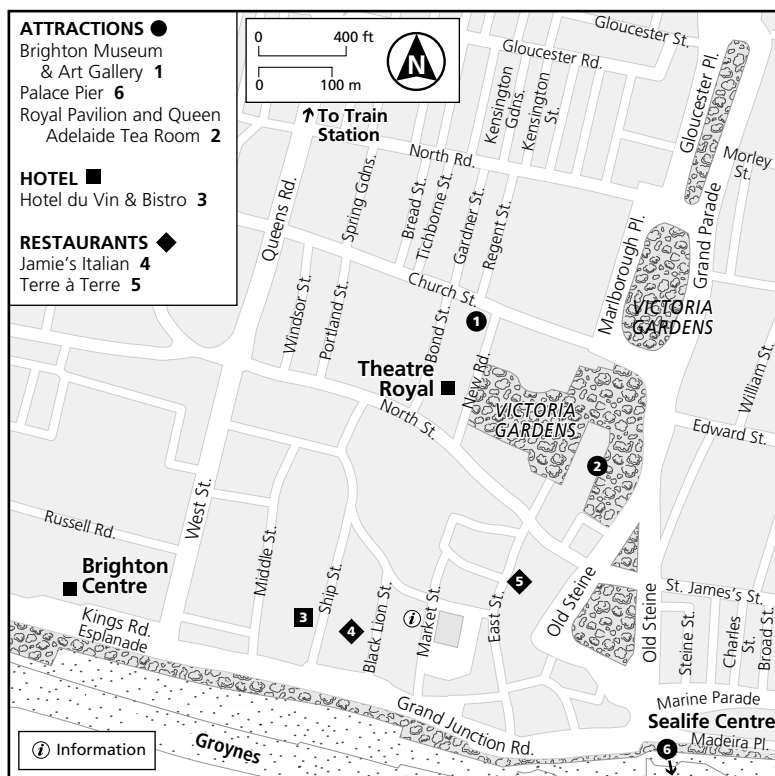 ATTRACTIONS
Brighton Museum
& Art Gallery 1
Palace Pier 6
Royal Pavilion and Queen
Adelaide Tea Room 2
HOTEL
Hotel du Vin & Bistro 3
RESTAURANTS
Jamie's Italian 4
Terre à Terre 5
0 400 ft
0 100 m
N
↑ To Train
Station
Gloucester St.
Gloucester Rd.
Gloucester Pl.
Kensington
Gdns.
Kensington
St.
North Rd.
Morley
St.
Queens Rd.
Spring Gdns.
Bread St.
Tichborne St.
Gardner St.
Regent St.
Marlborough Pl.
Grand Parade
Church St.
VICTORIA
GARDENS
Windsor St.
Portland St.
Bond St.
1
New Rd.
Theatre
Royal
William St.
North St.
VICTORIA
GARDENS
Edward St.
2
West St.
Russell Rd.
Brighton
Centre
Middle St.
Ship St.
Black Lion St.
Market St.
East St.
5
Old Steine
Old Steine
St. James's St.
3
4
i
Kings Rd.
Esplanade
Steine St.
Charles
St.
Broad St.
Grand Junction Rd.
Marine Parade
Sealife Centre
Madeira Pl.
6
Groynes
i Information